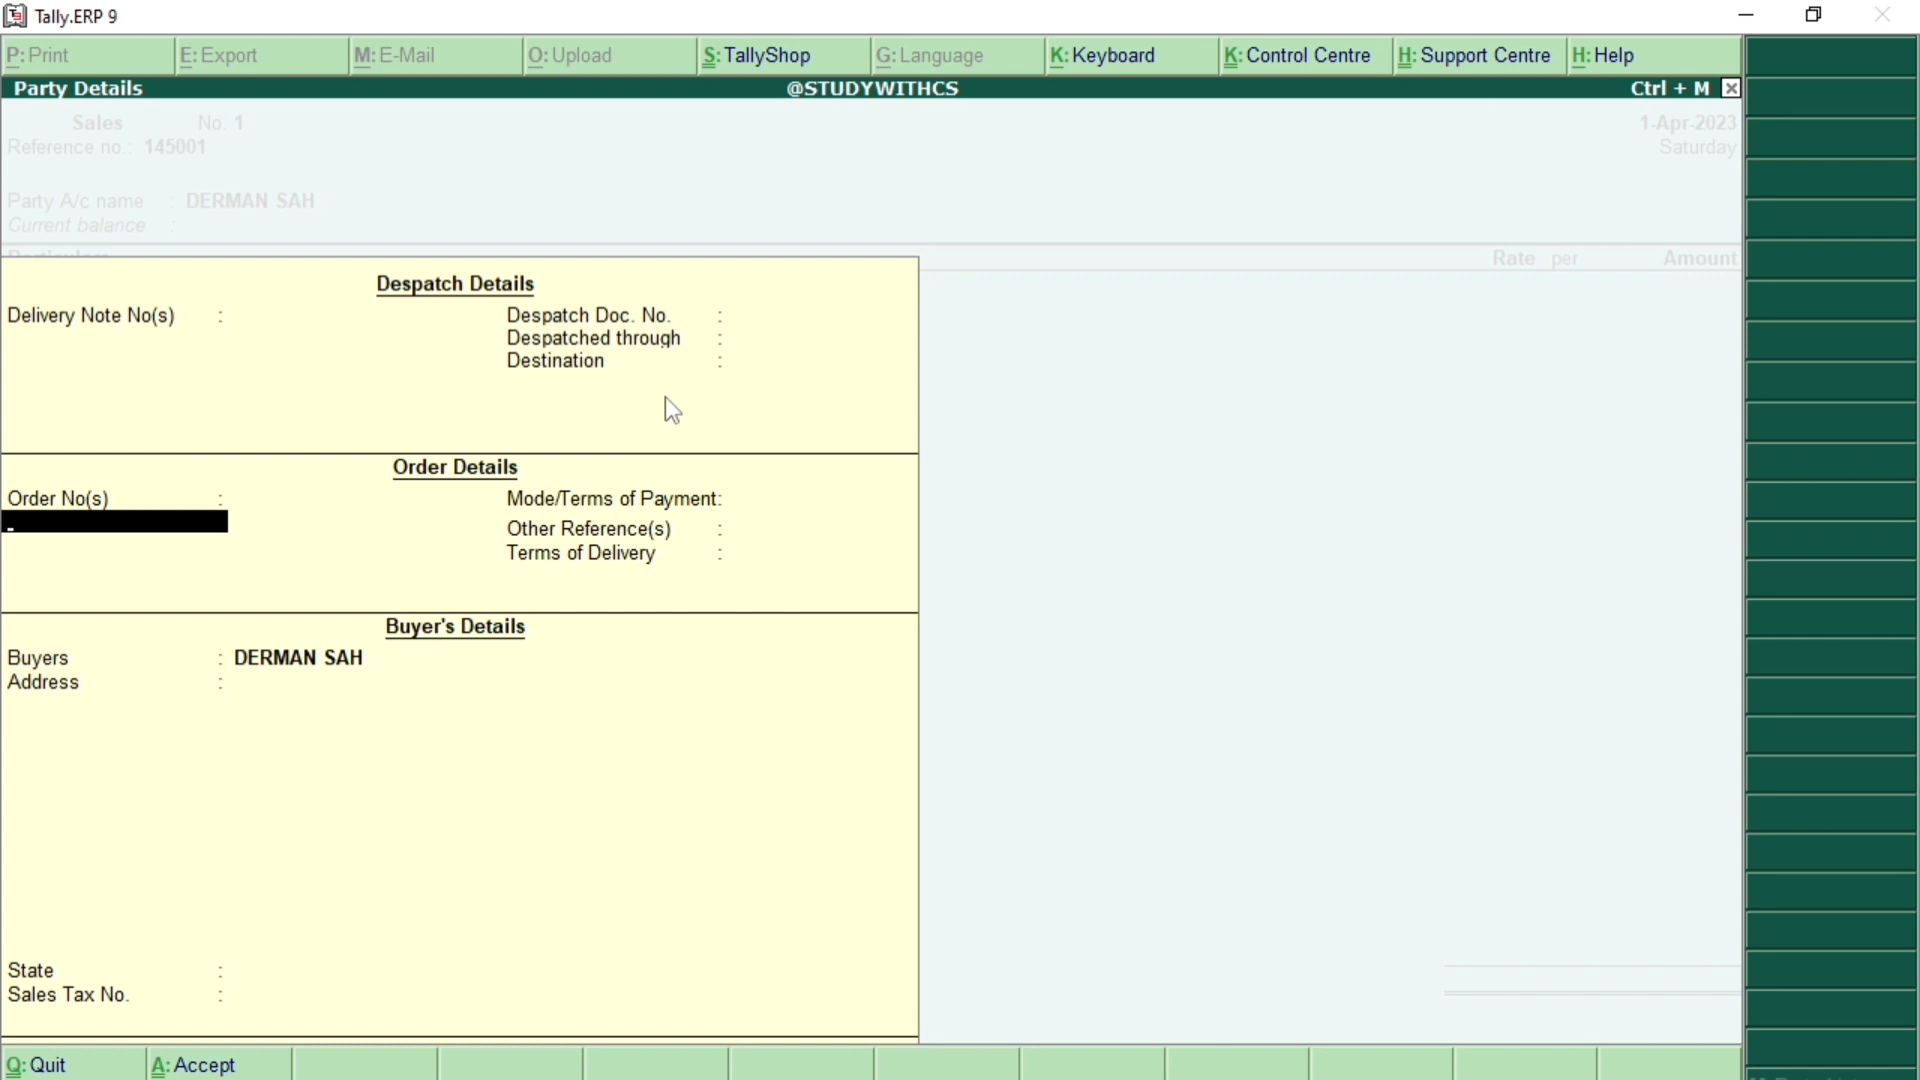 Tally.ERP 9
P: Print E: Export M: E-Mail O: Upload S: TallyShop G: Language K: Keyboard K: Control Centre H: Support Centre H: Help
Party Details @STUDYWITHCS Ctrl + M
Sales No. 1 1-Apr-2023
Reference no.: 145001 Saturday
Party A/c name : DERMAN SAH
Current balance :
Rate per Amount
Despatch Details
Delivery Note No(s) : Despatch Doc. No. :
Despatched through :
Destination :
Order Details
Order No(s) : Mode/Terms of Payment:
Other Reference(s) :
Terms of Delivery :
Buyer's Details
Buyers : DERMAN SAH
Address :
State :
Sales Tax No. :
Q: Quit A: Accept